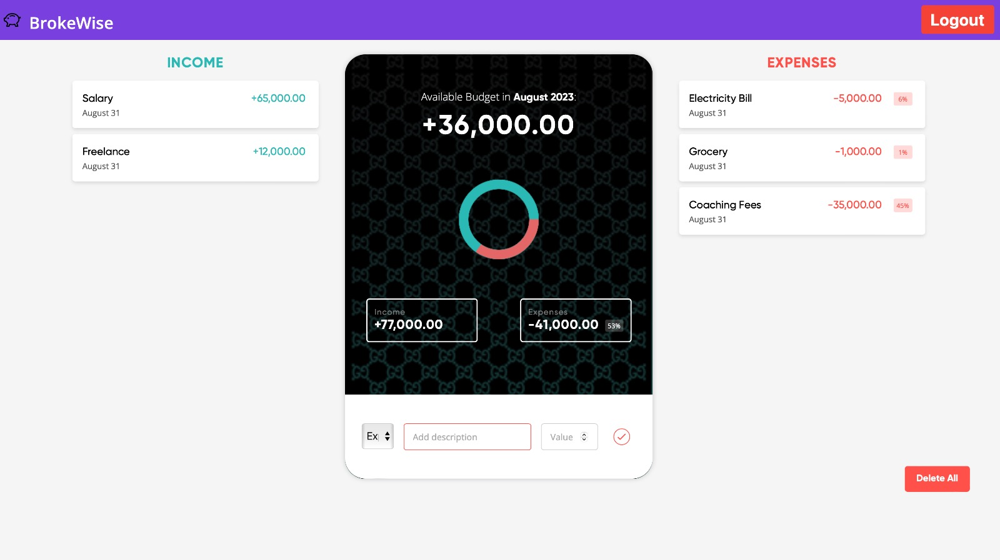 BrokeWise
Logout
INCOME
Salary
+65,000.00
August 31
Freelance
+12,000.00
August 31
Available Budget in August 2023:
+36,000.00
Income
+77,000.00
Expenses
-41,000.00 53%
Ex
Add description
Value
EXPENSES
Electricity Bill
-5,000.00 6%
August 31
Grocery
-1,000.00 1%
August 31
Coaching Fees
-35,000.00 45%
August 31
Delete All